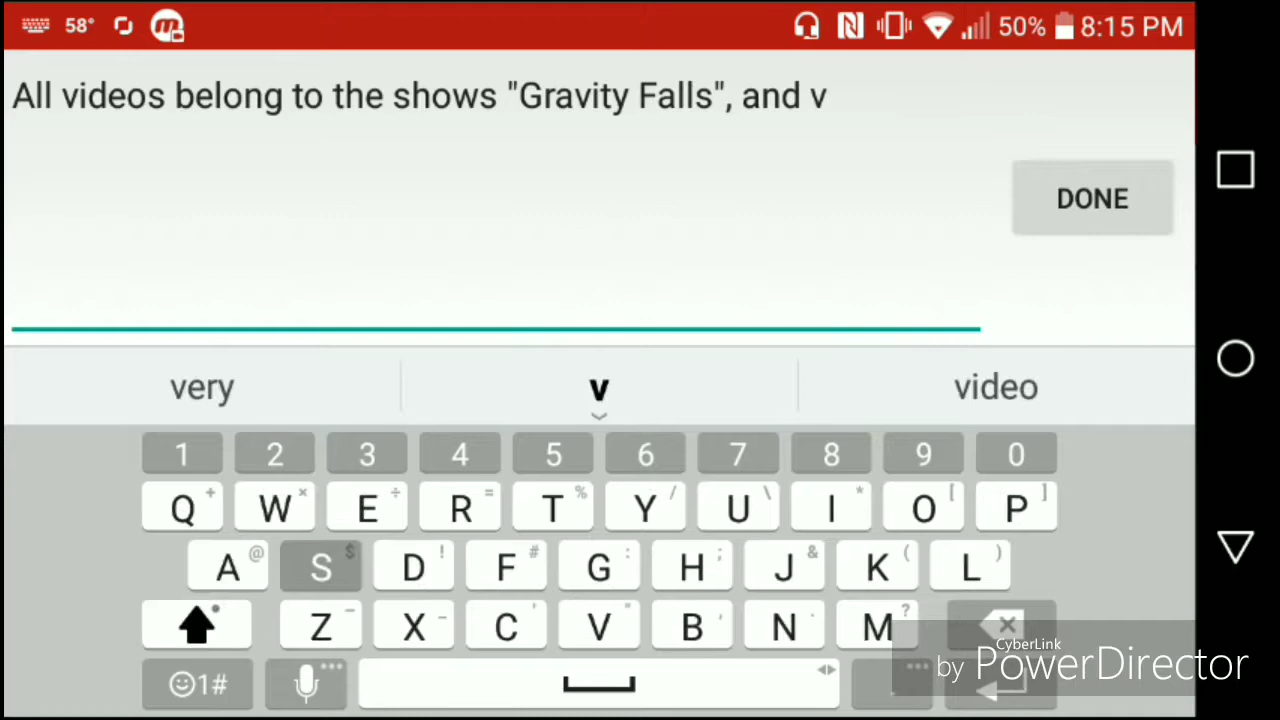 58°
50% 8:15 PM
All videos belong to the shows "Gravity Falls", and v
DONE
very v video
1 2 3 4 5 6 7 8 9 0
Q + W × E ÷ R = T % Y / U \ I * O [ P ]
A @ S $ D ! F # G : H ; J & K ( L )
Z - X _ C ' V " B , N . M ?
1#
CyberLink
by PowerDirector